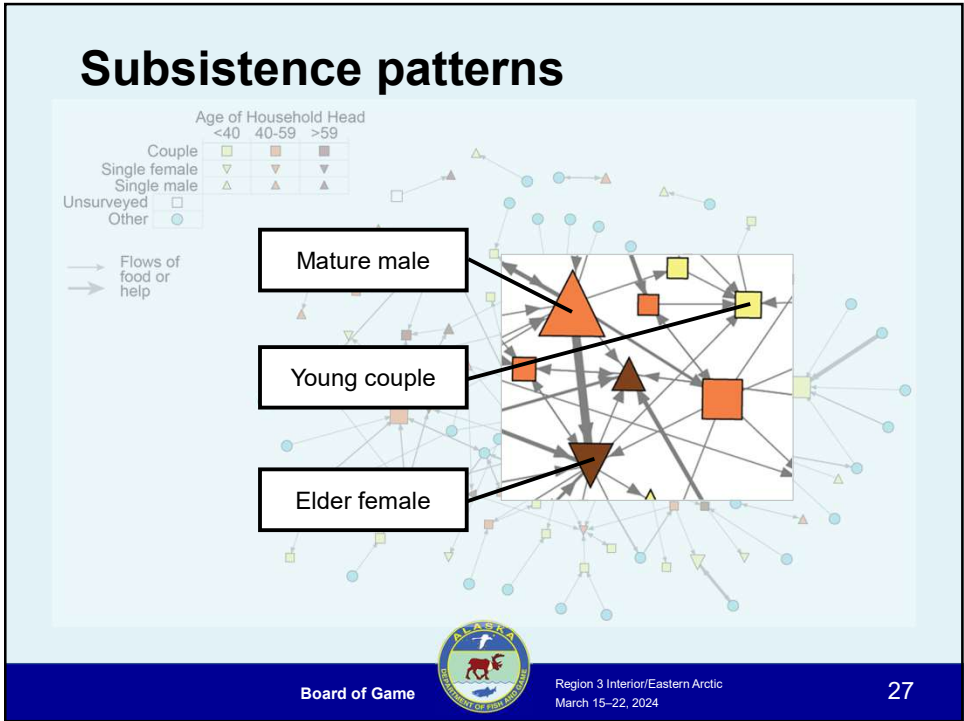 Subsistence patterns
Age of Household Head
<40 40-59 >59
Couple
Single female
Single male
Unsurveyed
Other
Flows of
food or
help
Mature male
Young couple
Elder female
ALASKA
DEPARTMENT OF FISH AND GAME
Board of Game
Region 3 Interior/Eastern Arctic
March 15–22, 2024
27